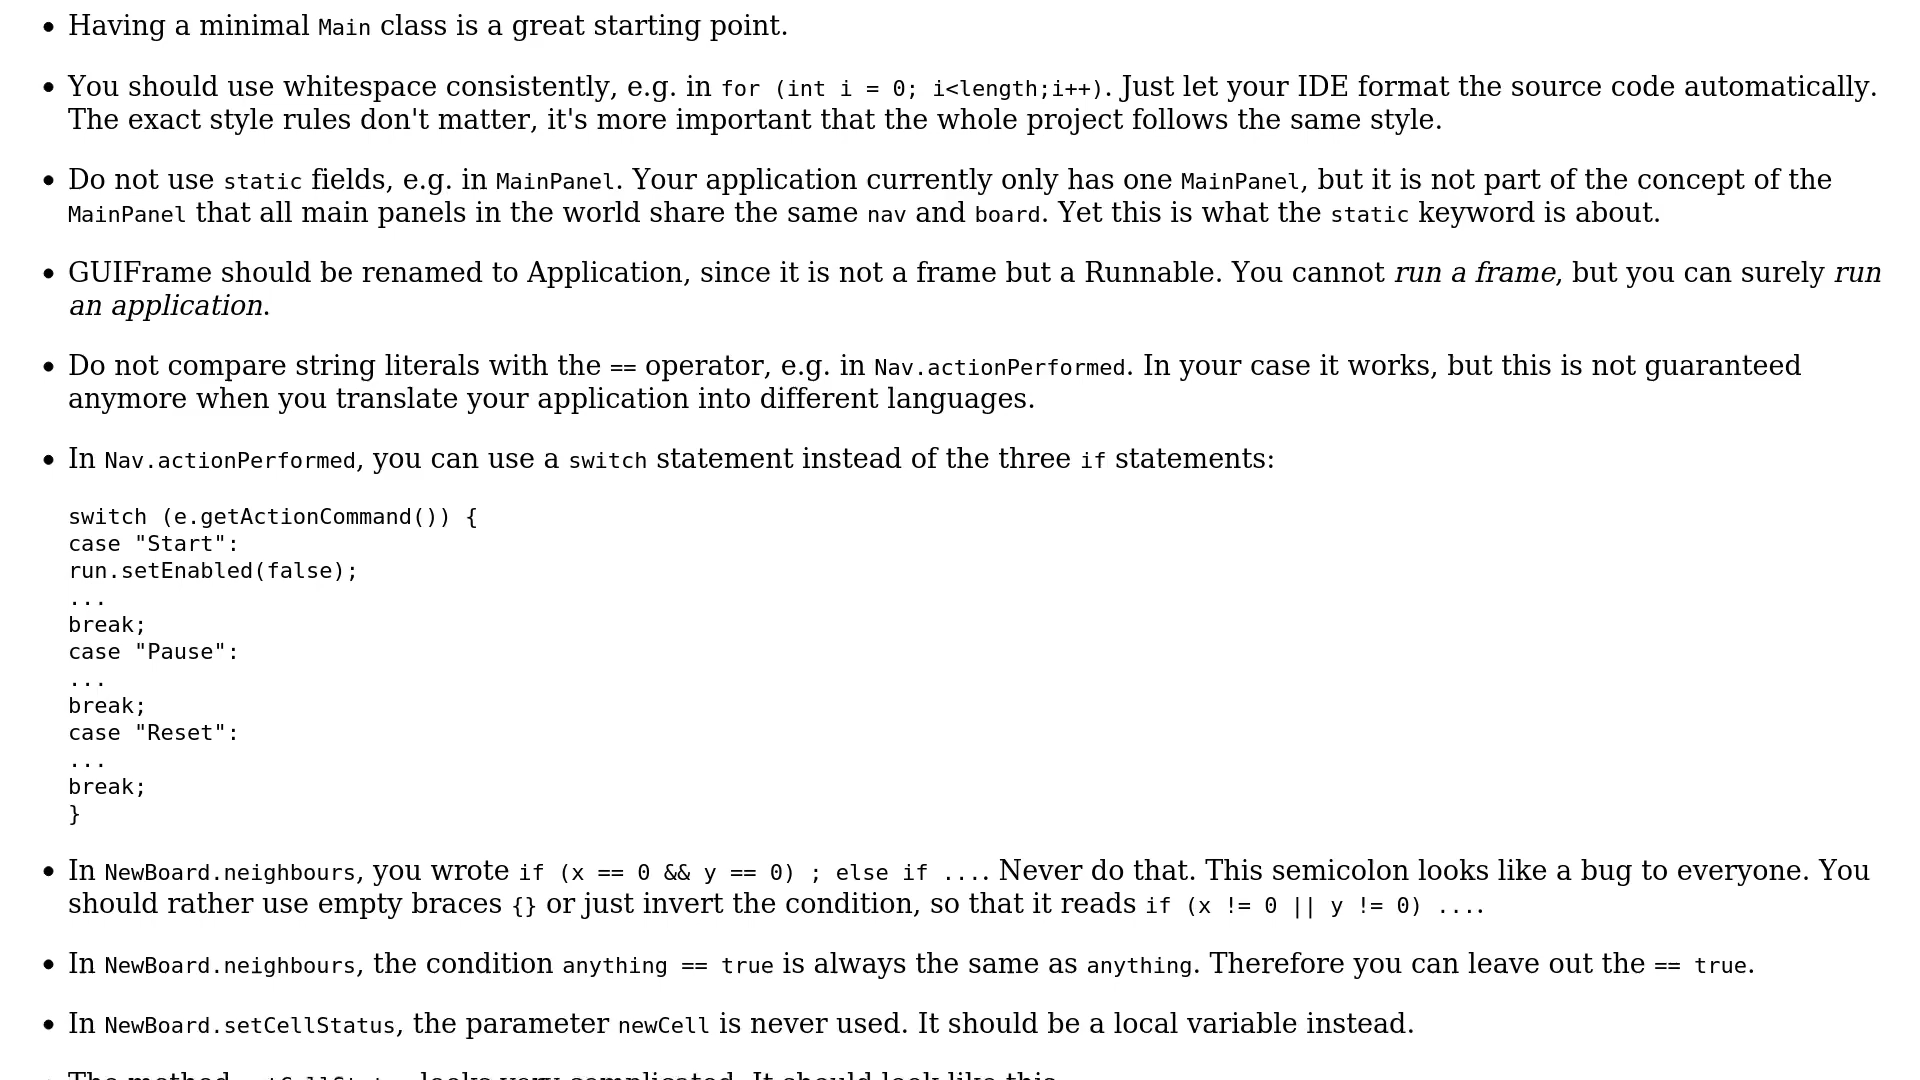 • Having a minimal Main class is a great starting point.
• You should use whitespace consistently, e.g. in for (int i = 0; i<length;i++). Just let your IDE format the source code automatically.
The exact style rules don't matter, it's more important that the whole project follows the same style.
• Do not use static fields, e.g. in MainPanel. Your application currently only has one MainPanel, but it is not part of the concept of the
MainPanel that all main panels in the world share the same nav and board. Yet this is what the static keyword is about.
• GUIFrame should be renamed to Application, since it is not a frame but a Runnable. You cannot run a frame, but you can surely run
an application.
• Do not compare string literals with the == operator, e.g. in Nav.actionPerformed. In your case it works, but this is not guaranteed
anymore when you translate your application into different languages.
• In Nav.actionPerformed, you can use a switch statement instead of the three if statements:
switch (e.getActionCommand()) {
case "Start":
run.setEnabled(false);
...
break;
case "Pause":
...
break;
case "Reset":
...
break;
}
• In NewBoard.neighbours, you wrote if (x == 0 && y == 0) ; else if .... Never do that. This semicolon looks like a bug to everyone. You
should rather use empty braces {} or just invert the condition, so that it reads if (x != 0 || y != 0) ....
• In NewBoard.neighbours, the condition anything == true is always the same as anything. Therefore you can leave out the == true.
• In NewBoard.setCellStatus, the parameter newCell is never used. It should be a local variable instead.
The method looks very complicated. It should look like this